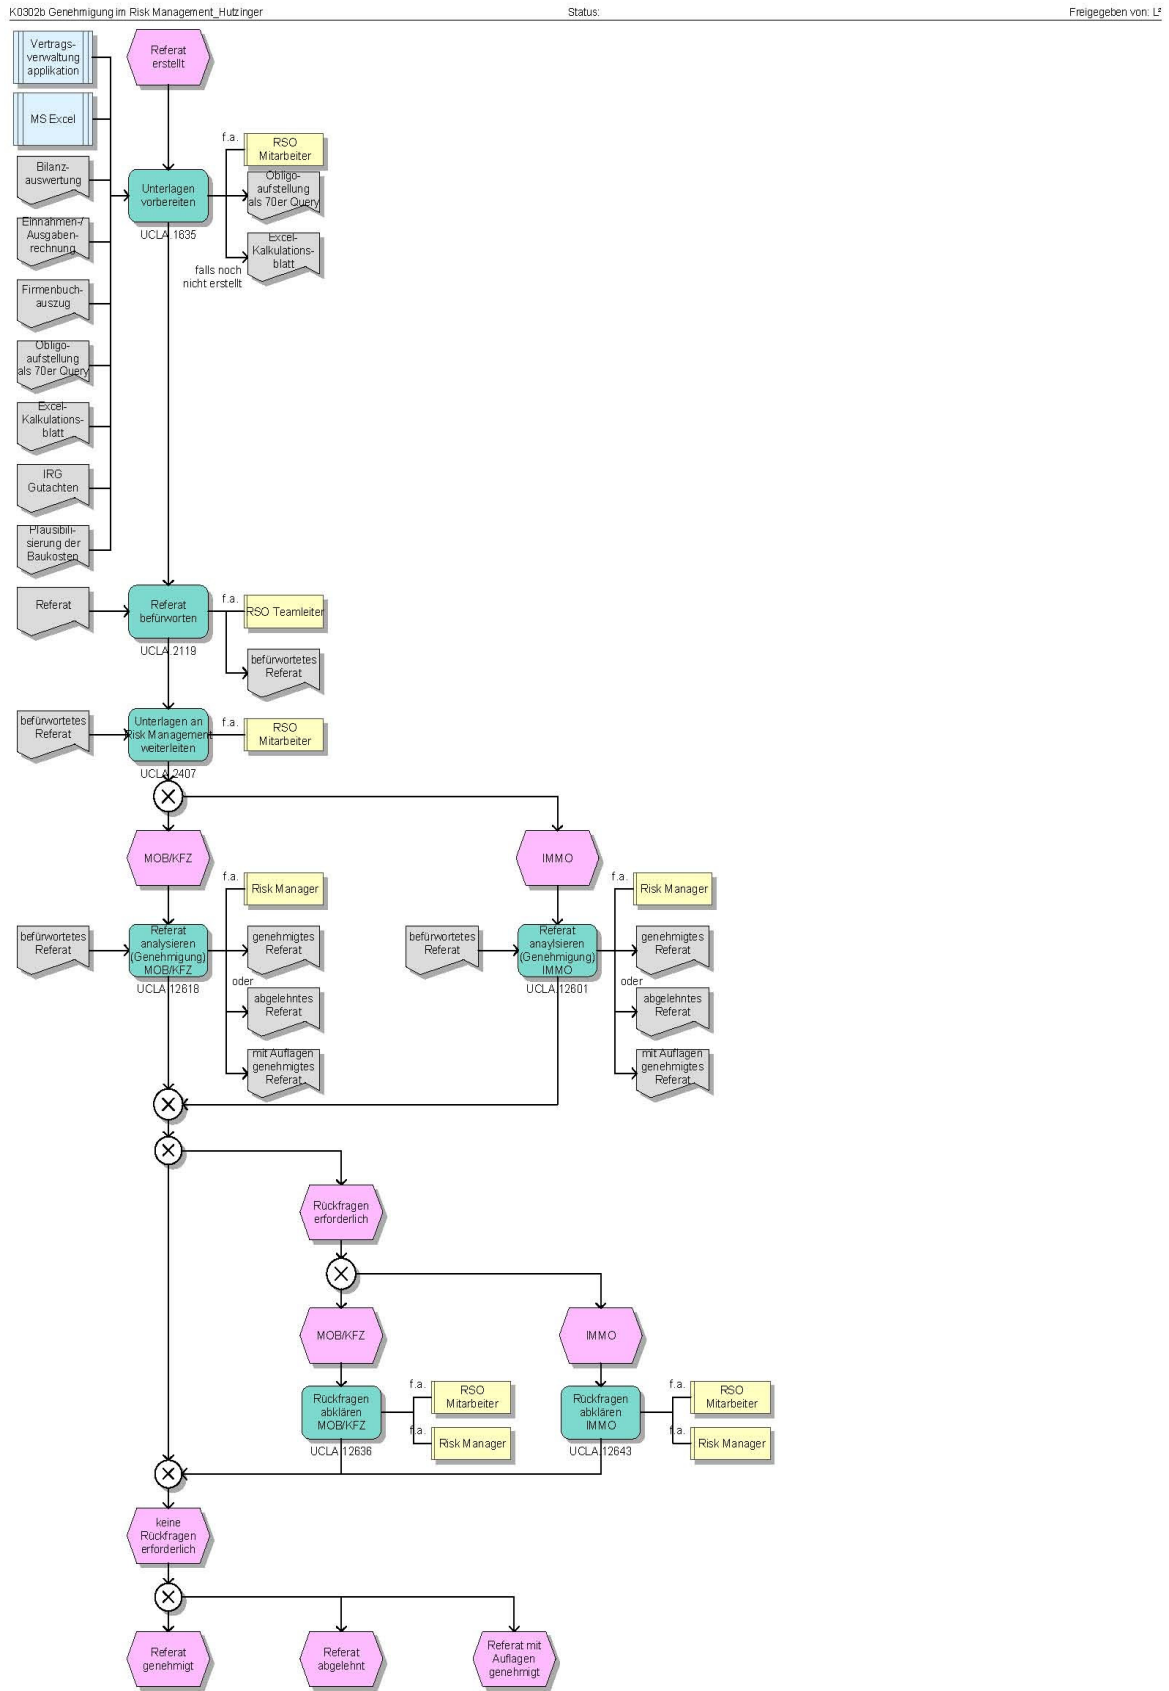 K0302b Genehmigung im Risk Management_Hutzinger
Status:
Freigegeben von: L
Vertrags-
verwaltung
applikation
Referat
erstellt
MS Excel
f.a.
RSO
Mitarbeiter
Bilanz-
auswertung
Unterlagen
vorbereiten
UCLA.1635
Obligo-
aufstellung
als 70er Query
Einnahmen-/
Ausgaben-
rechnung
Excel-
Kalkulations-
blatt
falls noch
nicht erstellt
Firmenbuch-
auszug
Obligo-
aufstellung
als 70er Query
Excel-
Kalkulations-
blatt
IRG
Gutachten
Plausibili-
sierung der
Baukosten
Referat
Referat
befürworten
UCLA.2119
f.a.
RSO Teamleiter
befürwortetes
Referat
befürwortetes
Referat
Unterlagen an
Risk Management
weiterleiten
UCLA.2407
f.a.
RSO
Mitarbeiter
MOB/KFZ
IMMO
f.a.
Risk Manager
f.a.
Risk Manager
befürwortetes
Referat
Referat
analysieren
(Genehmigung)
MOB/KFZ
UCLA.12618
genehmigtes
Referat
oder
abgelehntes
Referat
mit Auflagen
genehmigtes
Referat
befürwortetes
Referat
Referat
anaylsieren
(Genehmigung)
IMMO
UCLA.12601
genehmigtes
Referat
oder
abgelehntes
Referat
mit Auflagen
genehmigtes
Referat
Rückfragen
erforderlich
MOB/KFZ
IMMO
Rückfragen
abklären
MOB/KFZ
UCLA.12636
f.a.
RSO
Mitarbeiter
f.a.
Risk Manager
Rückfragen
abklären
IMMO
UCLA.12643
f.a.
RSO
Mitarbeiter
f.a.
Risk Manager
keine
Rückfragen
erforderlich
Referat
genehmigt
Referat
abgelehnt
Referat mit
Auflagen
genehmigt